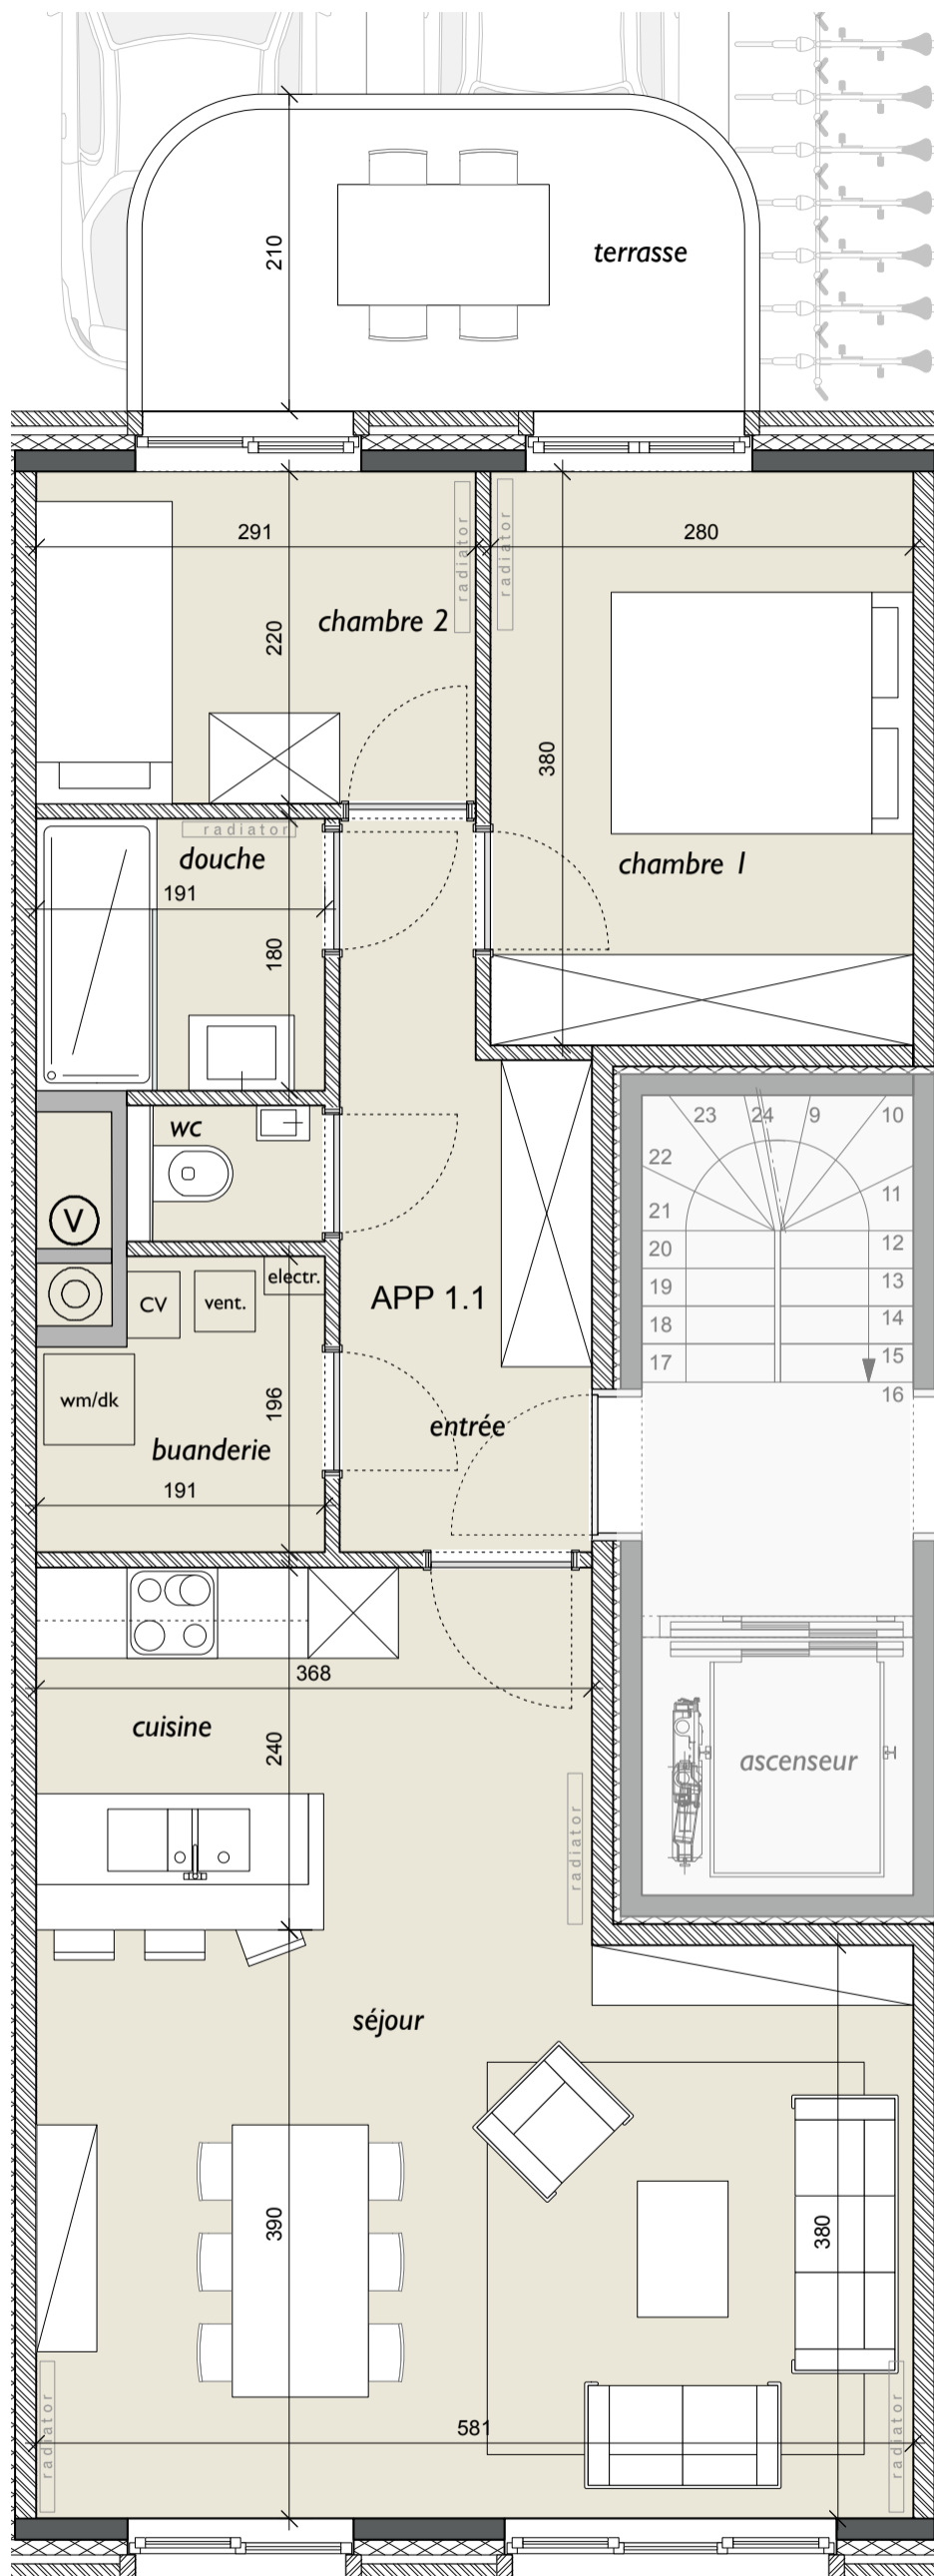 210
terrasse
291
280
radiator
radiator
220
chambre 2
380
chambre 1
radiator
douche
191
180
wc
23
24
9
10
22
11
21
V
20
12
19
13
18
14
17
15
16
electr.
CV
vent.
APP 1.1
wm/dk
196
entrée
buanderie
191
368
cuisine
240
ascenseur
radiator
séjour
390
380
581
radiator
radiator